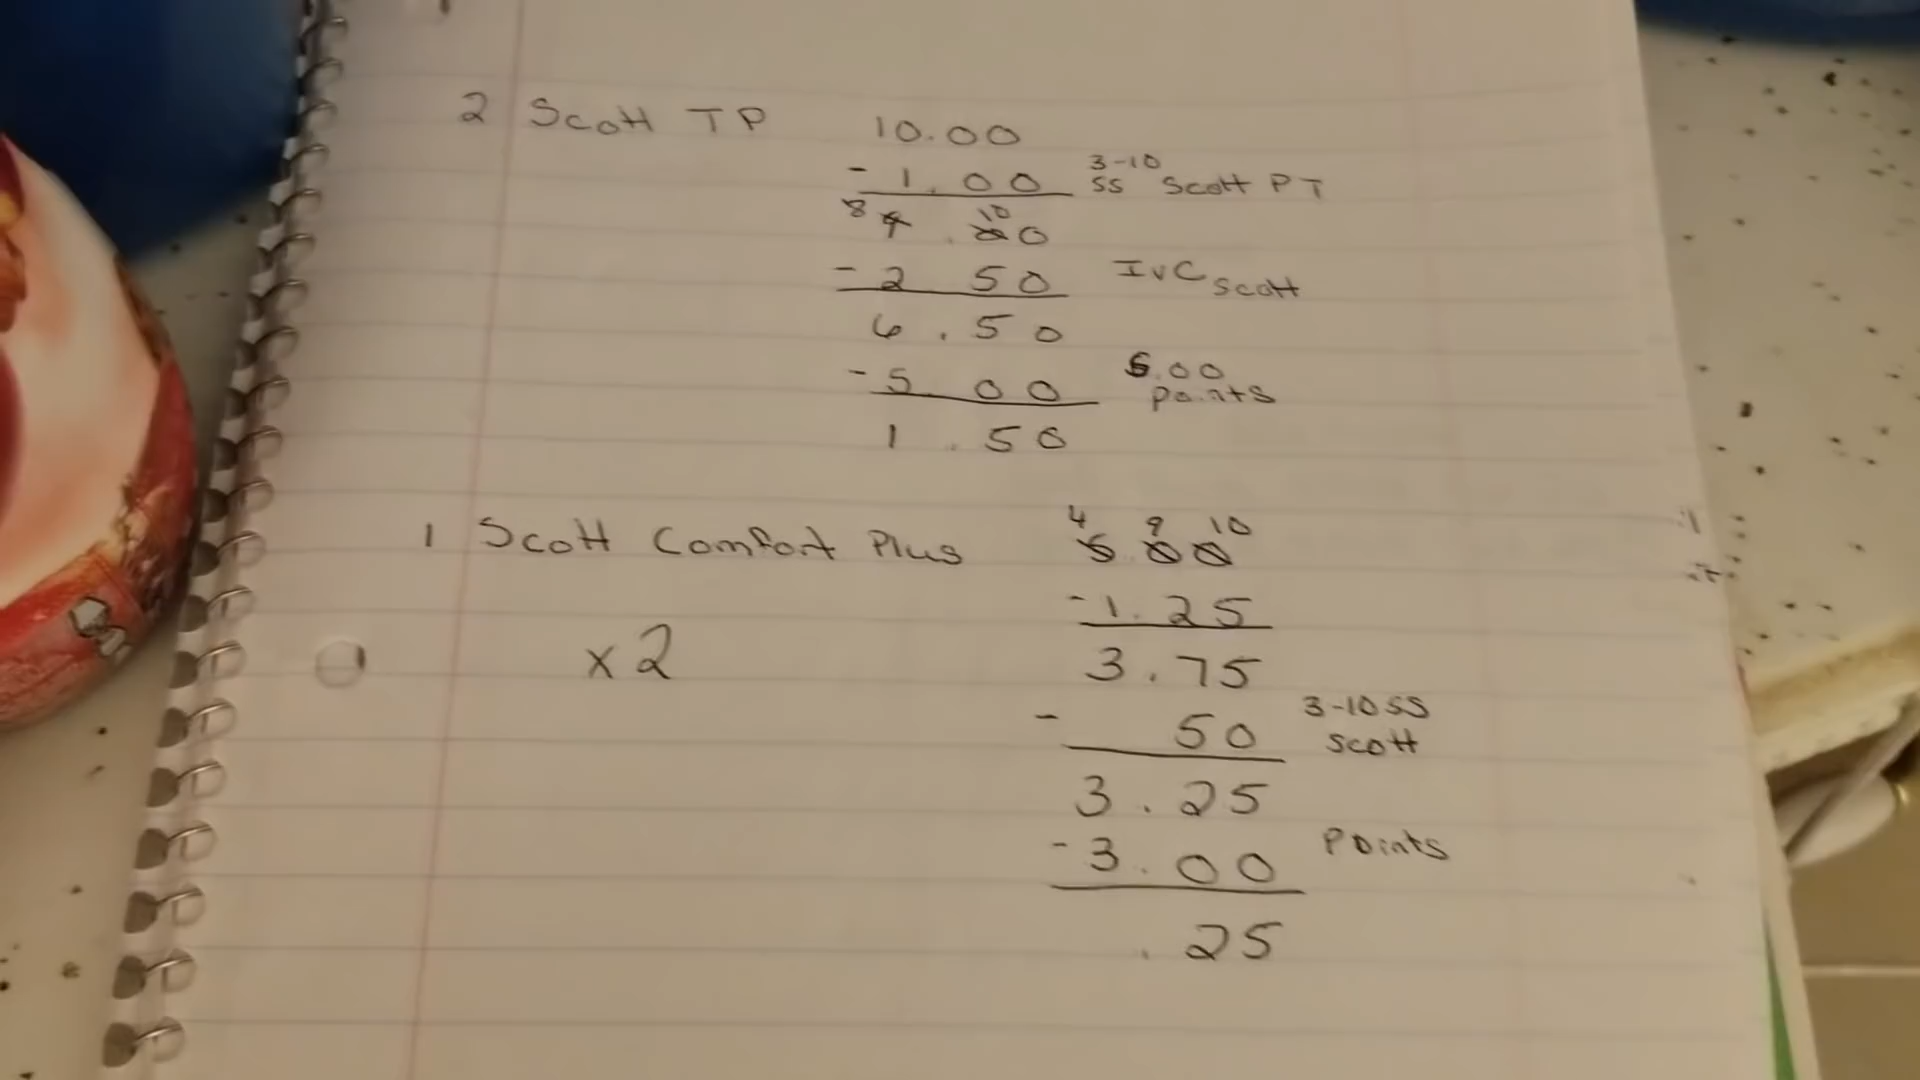 2 Scott TP 10.00
- 1.00 3-10 SS Scott PT
8 10
9.00
- 2 50 IVC Scott
6.50
- 5 00 5.00 points
1.50
4 9 10
1 Scott Comfort Plus 5.00
- 1.25
x2 3.75
- 50 3-10 SS Scott
3.25
- 3.00 Points
.25